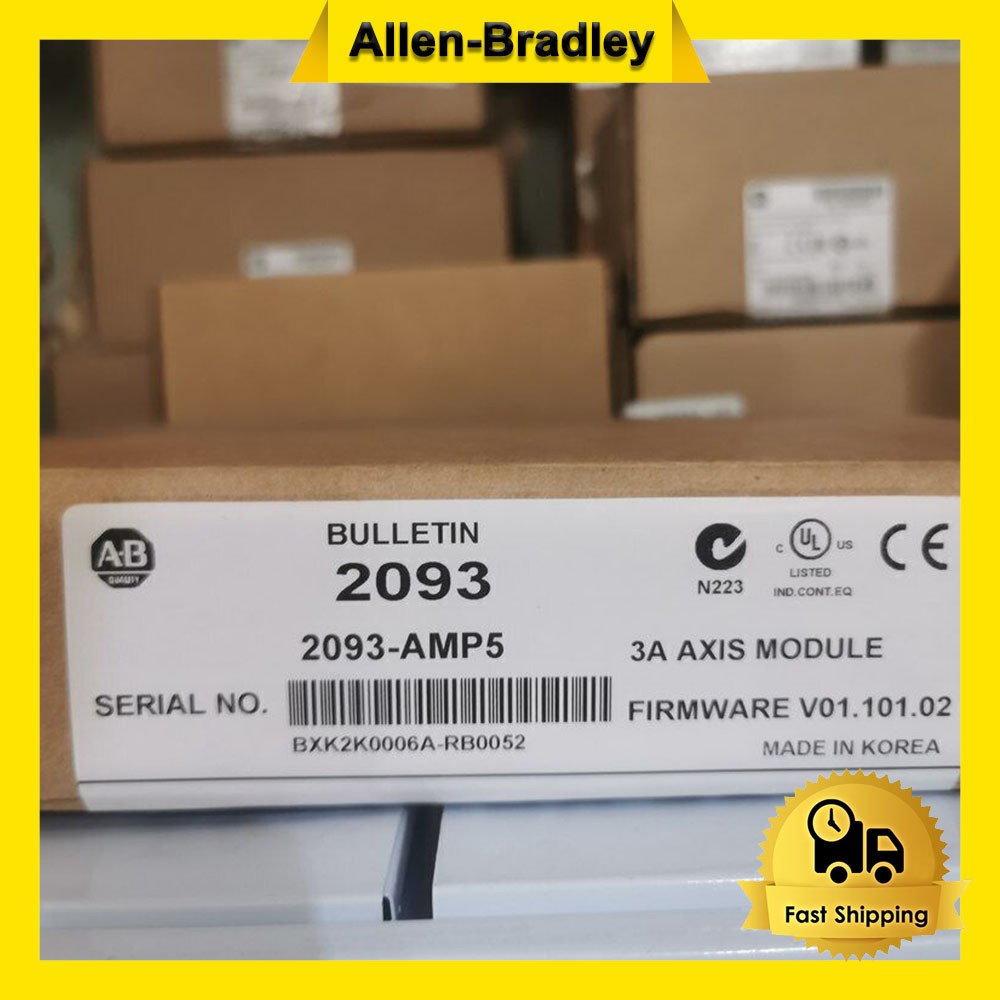 Allen-Bradley
A-B
QUALITY
BULLETIN
2093
2093-AMP5
3A AXIS MODULE
N223
C UL US
LISTED
IND.CONT.EQ
CE
SERIAL NO.
BXK2K0006A-RB0052
FIRMWARE V01.101.02
MADE IN KOREA
Fast Shipping